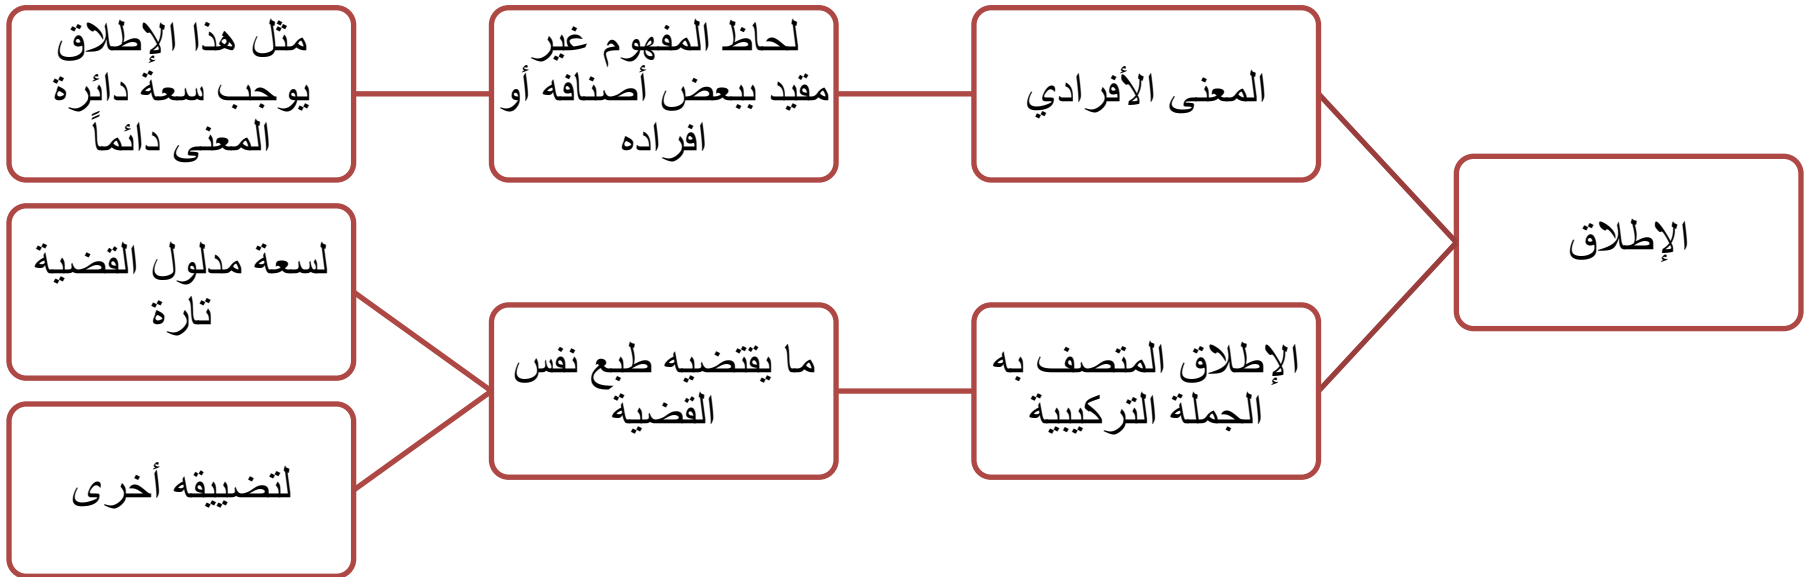 الإطلاق
المعنى الأفرادي
لحاظ المفهوم غير
مقيد ببعض أصنافه أو
افراده
مثل هذا الإطلاق
يوجب سعة دائرة
المعنى دائماً
الإطلاق المتصف به
الجملة التركيبية
ما يقتضيه طبع نفس
القضية
لسعة مدلول القضية
تارة
لتضييقه أخرى